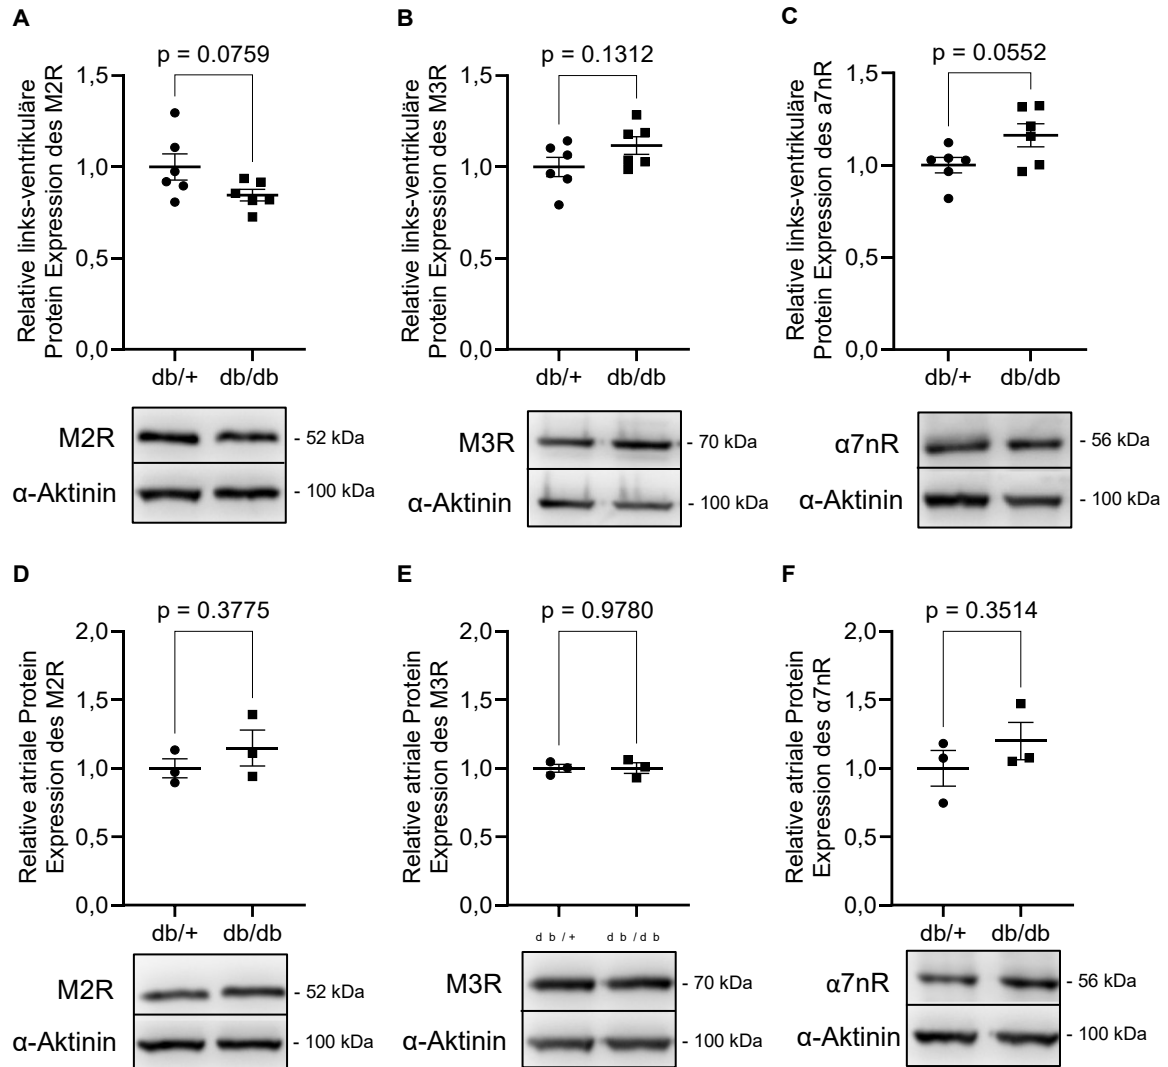 A
p = 0.0759
Relative links-ventrikuläre
Protein Expression des M2R
1,5
1,0
0,5
0,0
db/+ db/db
M2R - 52 kDa
α-Aktinin - 100 kDa
B
p = 0.1312
Relative links-ventrikuläre
Protein Expression des M3R
1,5
1,0
0,5
0,0
db/+ db/db
M3R - 70 kDa
α-Aktinin - 100 kDa
C
p = 0.0552
Relative links-ventrikuläre
Protein Expression des a7nR
1,5
1,0
0,5
0,0
db/+ db/db
α7nR - 56 kDa
α-Aktinin - 100 kDa
D
p = 0.3775
Relative atriale Protein
Expression des M2R
2,0
1,5
1,0
0,5
0,0
db/+ db/db
M2R - 52 kDa
α-Aktinin - 100 kDa
E
p = 0.9780
Relative atriale Protein
Expression des M3R
2,0
1,5
1,0
0,5
0,0
db/+ db/db
M3R - 70 kDa
α-Aktinin - 100 kDa
F
p = 0.3514
Relative atriale Protein
Expression des α7nR
2,0
1,5
1,0
0,5
0,0
db/+ db/db
α7nR - 56 kDa
α-Aktinin - 100 kDa